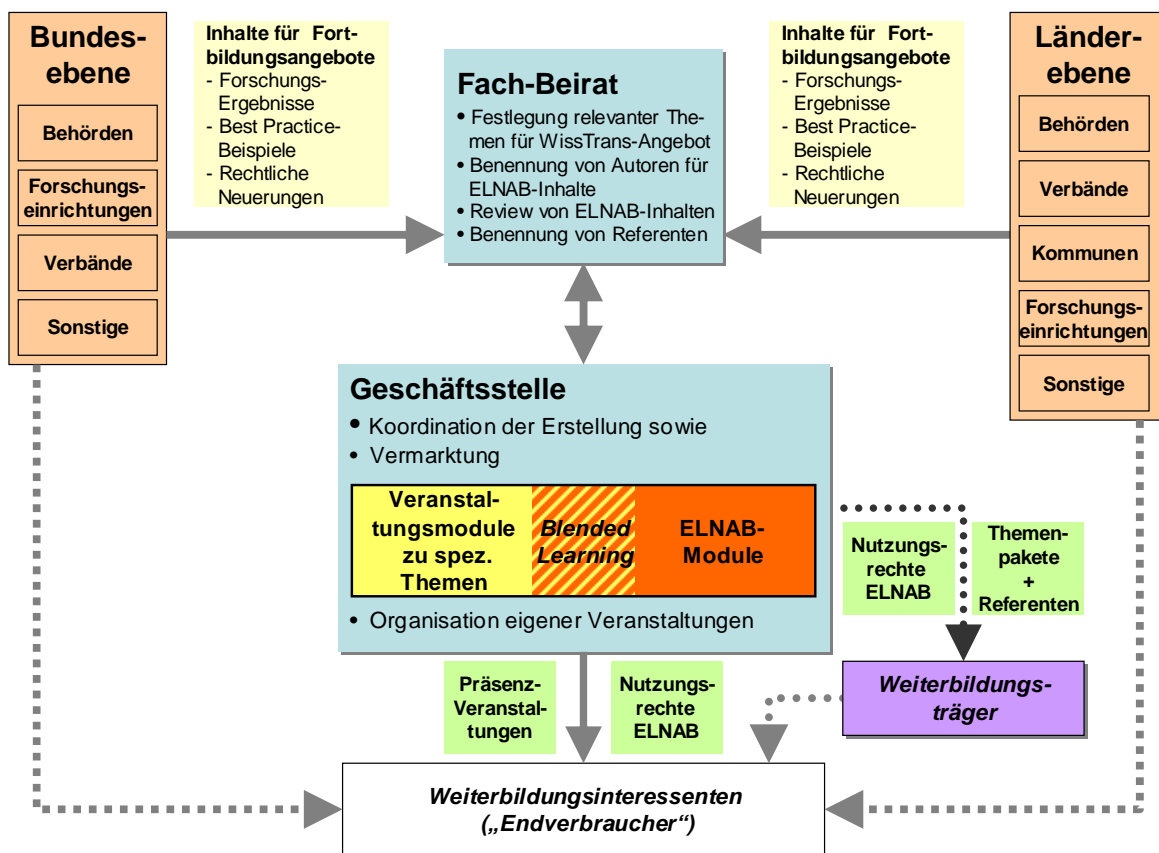 Bundes-
ebene
Behörden
Forschungs-
einrichtungen
Verbände
Sonstige
Inhalte für Fort-
bildungsangebote
- Forschungs-
Ergebnisse
- Best Practice-
Beispiele
- Rechtliche
Neuerungen
Fach-Beirat
• Festlegung relevanter The-
men für WissTrans-Angebot
• Benennung von Autoren für
ELNAB-Inhalte
• Review von ELNAB-Inhalten
• Benennung von Referenten
Inhalte für Fort-
bildungsangebote
- Forschungs-
Ergebnisse
- Best Practice-
Beispiele
- Rechtliche
Neuerungen
Länder-
ebene
Behörden
Verbände
Kommunen
Forschungs-
einrichtungen
Sonstige
Geschäftsstelle
• Koordination der Erstellung sowie
• Vermarktung
Veranstal-
tungsmodule
zu spez.
Themen
Blended
Learning
ELNAB-
Module
• Organisation eigener Veranstaltungen
Nutzungs-
rechte
ELNAB
Themen-
pakete
+
Referenten
Präsenz-
Veranstal-
tungen
Nutzungs-
rechte
ELNAB
Weiterbildungs-
träger
Weiterbildungsinteressenten
(„Endverbraucher“)